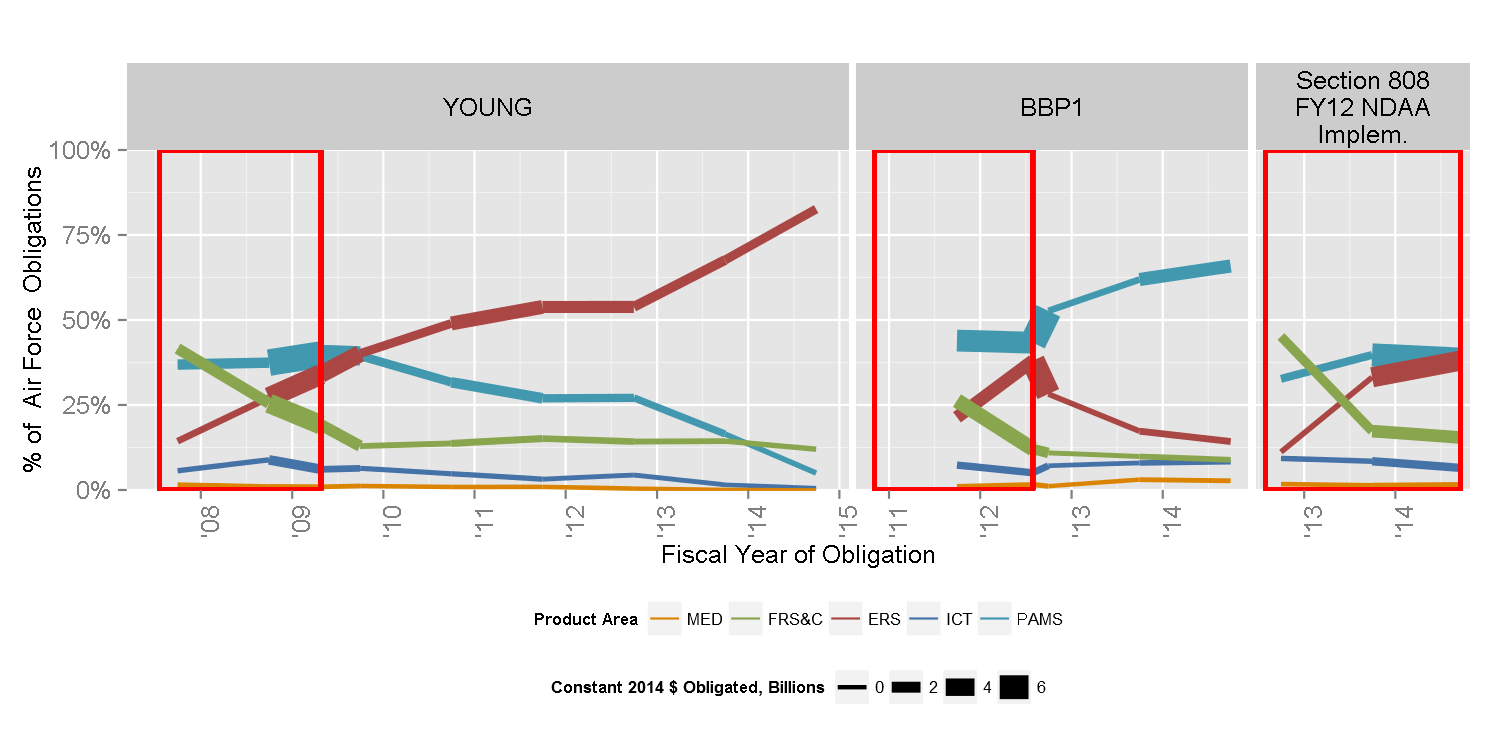 YOUNG
BBP1
Section 808
FY12 NDAA
Implem.
% of Air Force Obligations
100%
75%
50%
25%
0%
'08
'09
'10
'11
'12
'13
'14
'15
'11
'12
'13
'14
'13
'14
Fiscal Year of Obligation
Product Area MED FRS&C ERS ICT PAMS
Constant 2014 $ Obligated, Billions 0 2 4 6